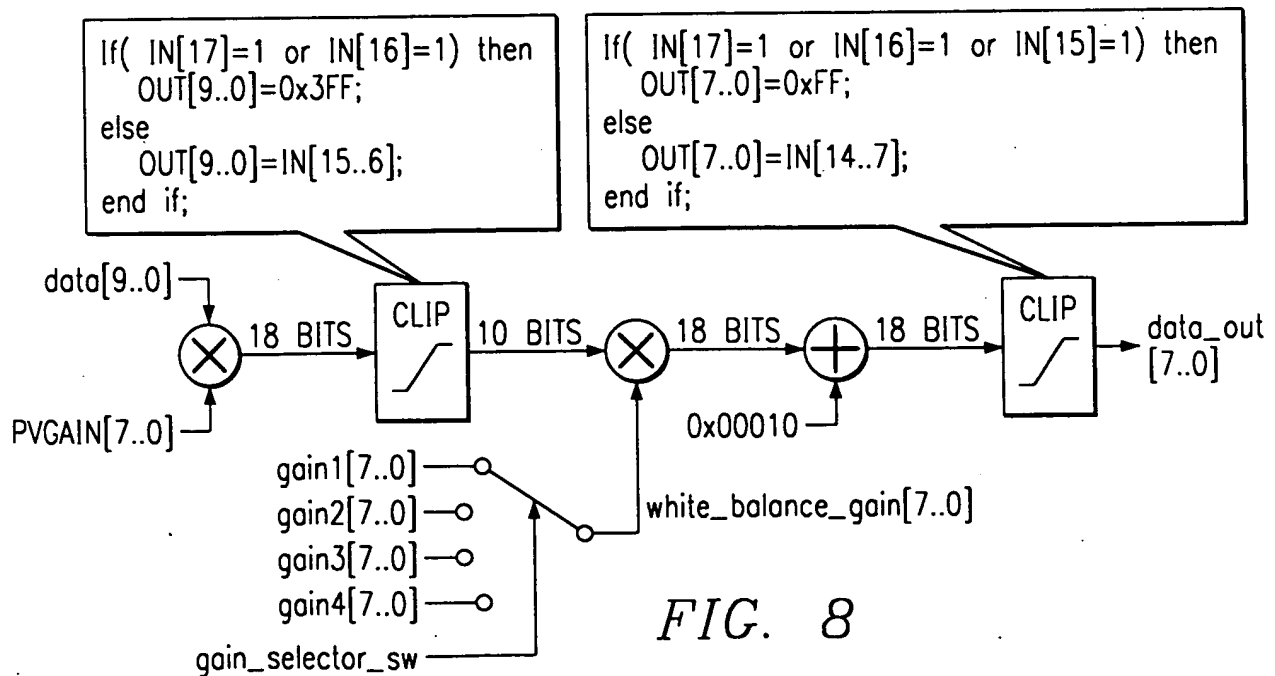 If( IN[17]=1 or IN[16]=1) then
OUT[9..0]=0x3FF;
else
OUT[9..0]=IN[15..6];
end if;
If( IN[17]=1 or IN[16]=1 or IN[15]=1) then
OUT[7..0]=0xFF;
else
OUT[7..0]=IN[14..7];
end if;
data[9..0]
18 BITS
CLIP
10 BITS
18 BITS
18 BITS
CLIP
data_out
[7..0]
PVGAIN[7..0]
0x00010
gain1[7..0]
gain2[7..0]
gain3[7..0]
gain4[7..0]
white_balance_gain[7..0]
gain_selector_sw
FIG. 8